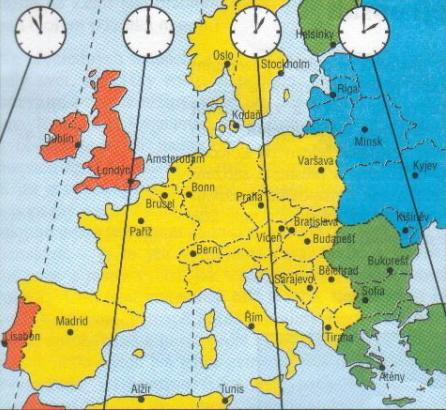 Helsinky
Oslo
Stockholm
Riga
Kodaň
Dublin
Minsk
Amsterodam
Londýn
Varšava
Kyjev
Bonn
Praha
Brusel
Paříž
Bratislava
Kišiněv
Vídeň
Budapešť
Bern
Bukurešť
Bělehrad
Sarajevo
Sofia
Madrid
Řím
Lisabon
Tirana
Atény
Alžír
Tunis